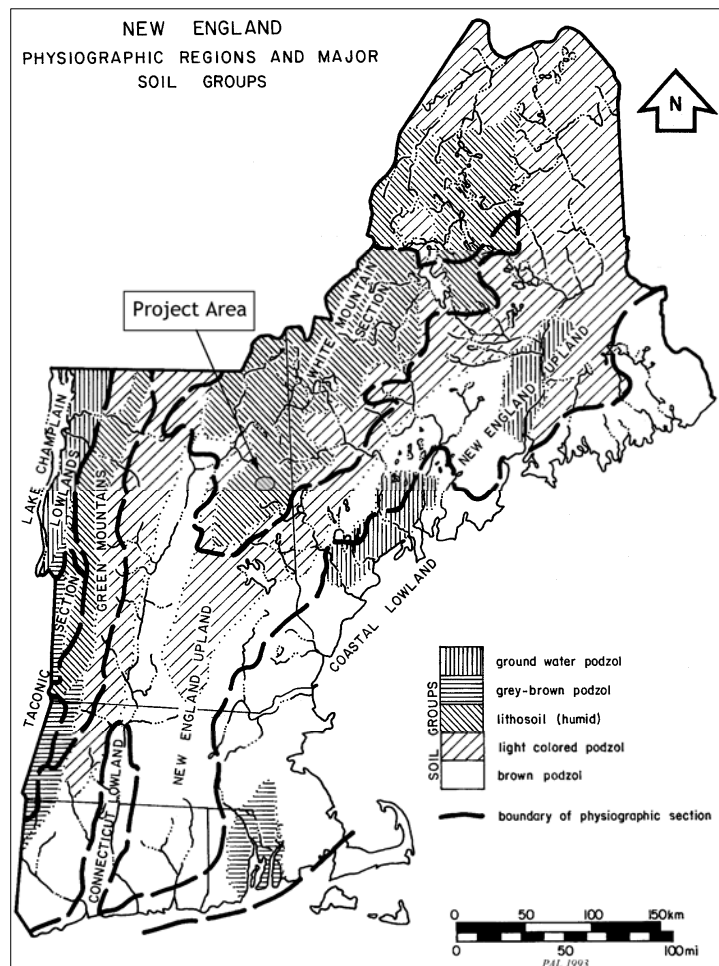 NEW ENGLAND
PHYSIOGRAPHIC REGIONS AND MAJOR
SOIL GROUPS
N
Project Area
WHITE MOUNTAIN
SECTION
NEW ENGLAND UPLAND
LAKE CHAMPLAIN
LOWLANDS
GREEN MOUNTAINS
TACONIC
SECTION
NEW ENGLAND UPLAND
COASTAL LOWLAND
CONNECTICUT LOWLAND
SOIL GROUPS
ground water podzol
grey-brown podzol
lithosoil (humid)
light colored podzol
brown podzol
boundary of physiographic section
0 50 100 150km
0 50 100mi
PAL 1993